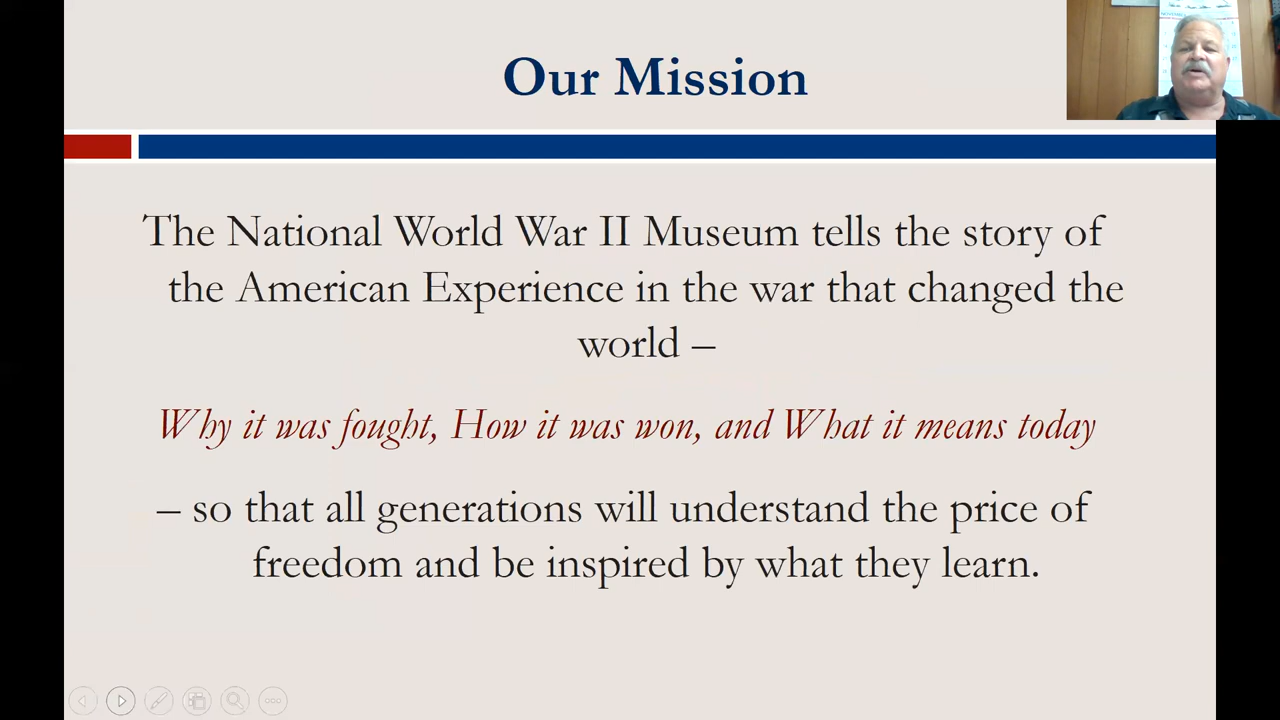 Our Mission
The National World War II Museum tells the story of
the American Experience in the war that changed the
world –
Why it was fought, How it was won, and What it means today
– so that all generations will understand the price of
freedom and be inspired by what they learn.